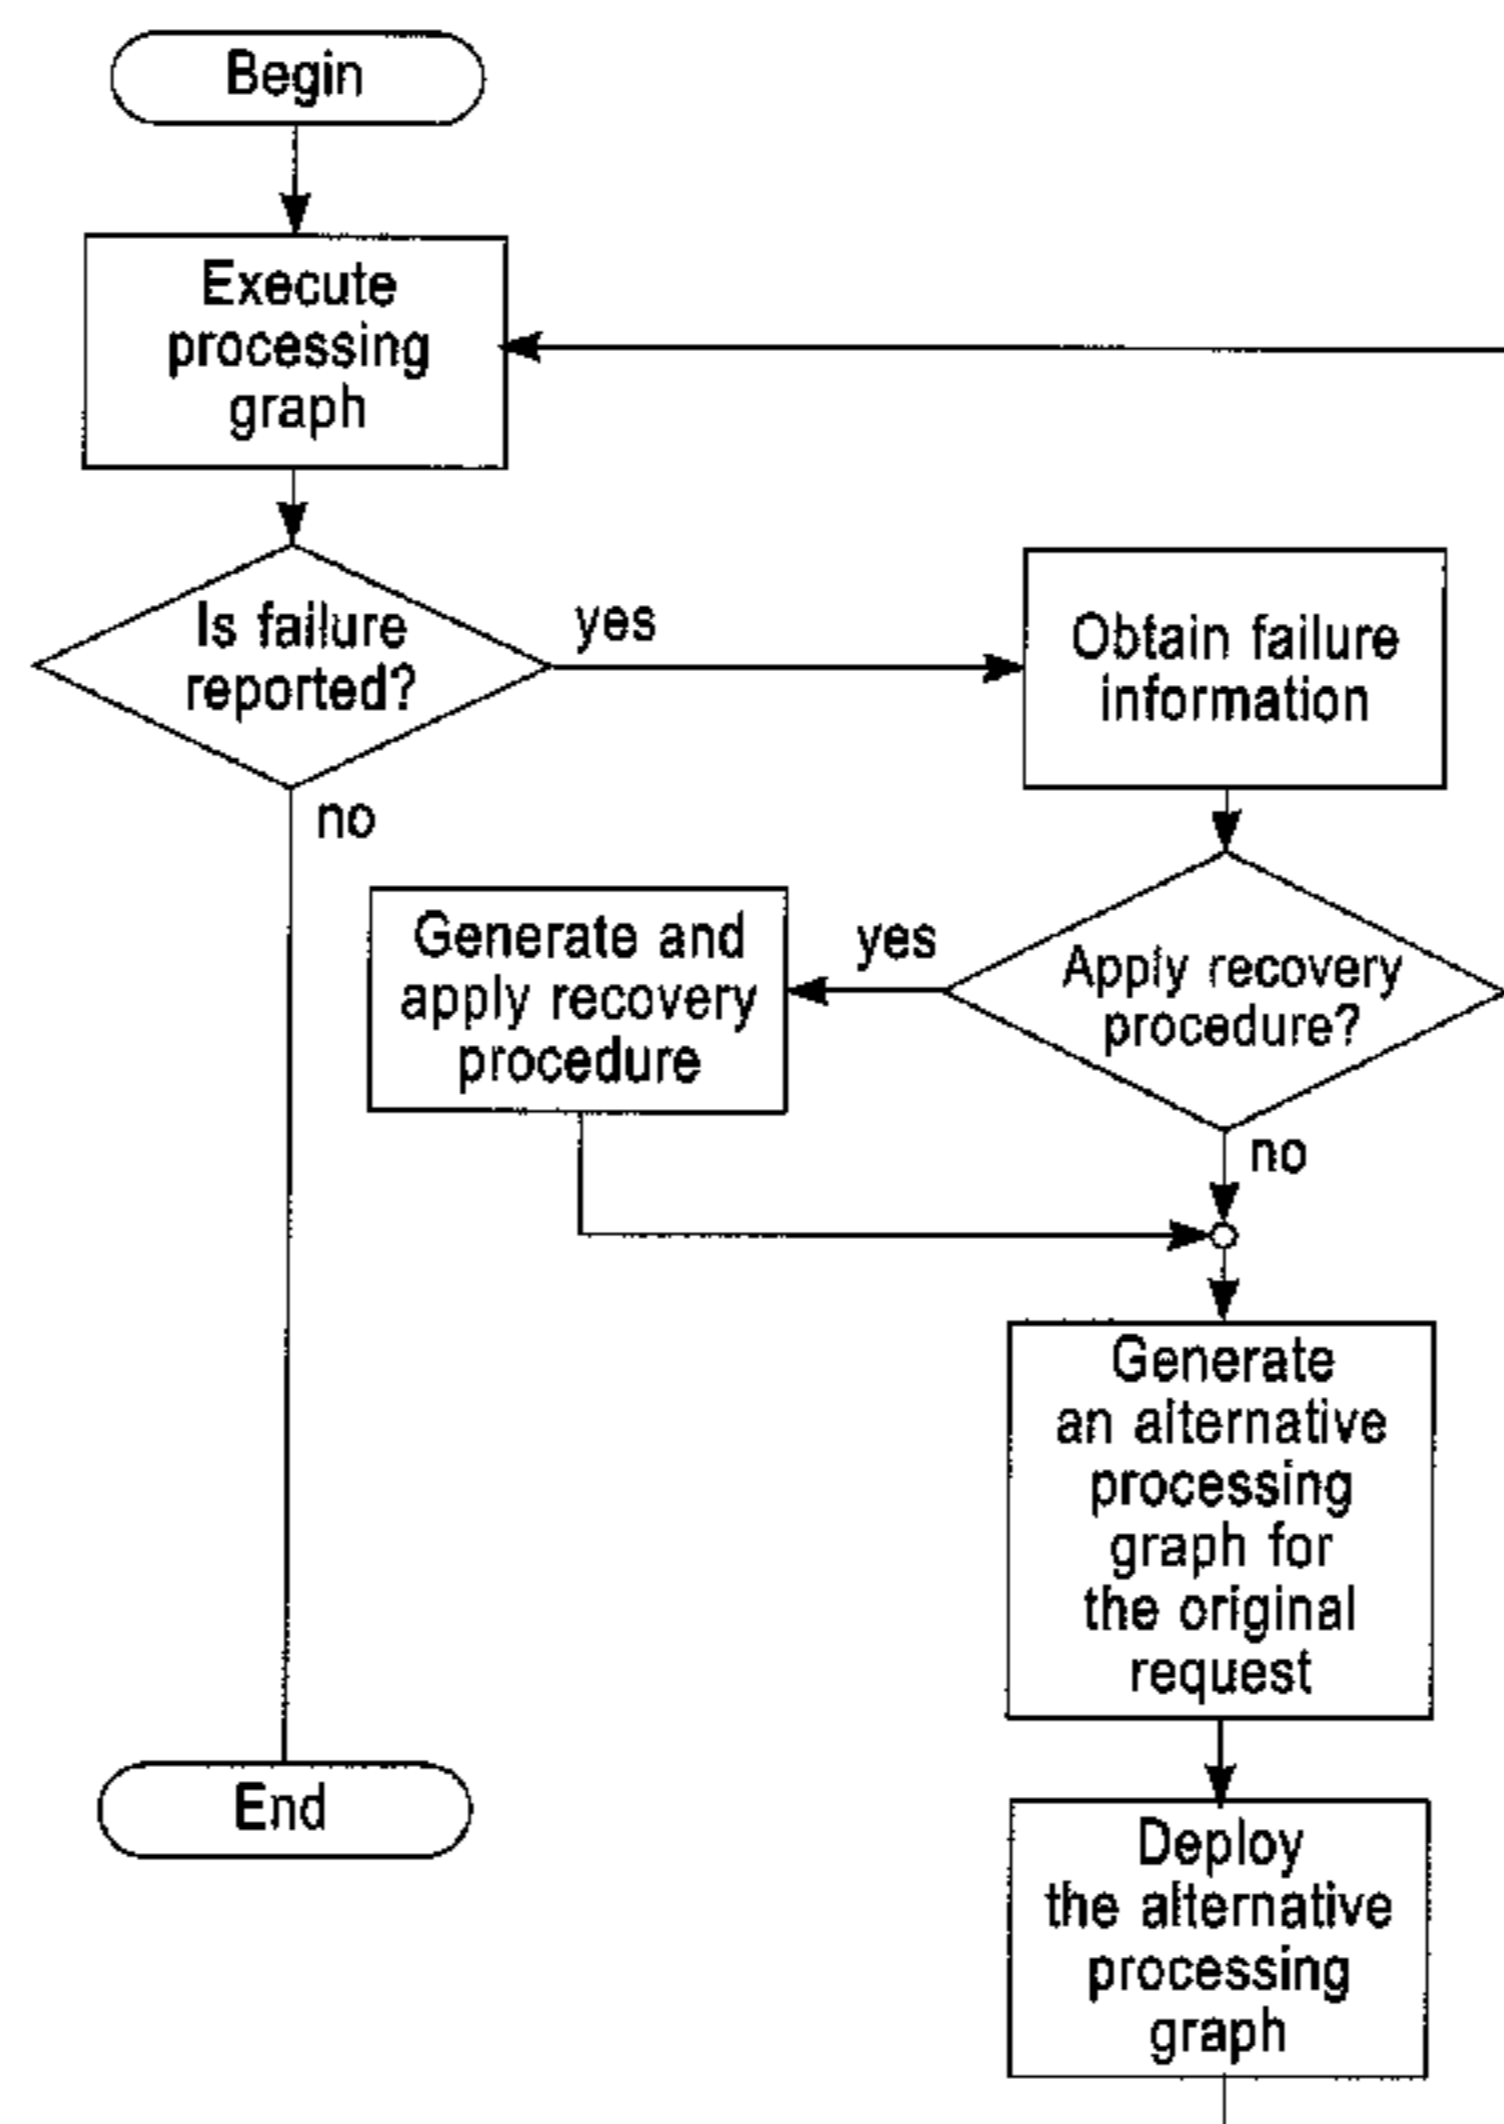 Begin
Execute
processing
graph
Is failure
reported?
yes
no
Obtain failure
information
Apply recovery
procedure?
yes
no
Generate and
apply recovery
procedure
Generate
an alternative
processing
graph for
the original
request
Deploy
the alternative
processing
graph
End